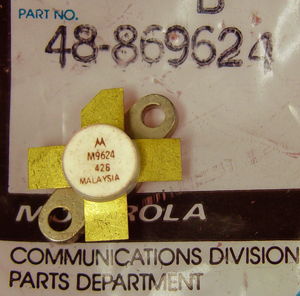 B
PART NO.
48-869624
M9624
426
MALAYSIA
MOTOROLA
COMMUNICATIONS DIVISION
PARTS DEPARTMENT